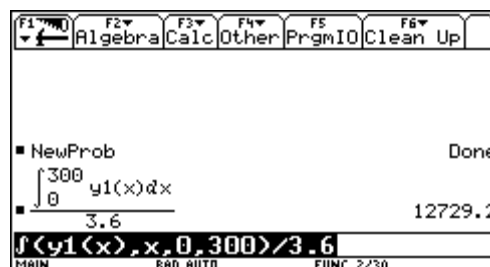 F1 F2 F3 F4 F5 F6
Algebra Calc Other PrgmIO Clean Up
NewProb Done
∫ 300 0 y1(x)dx
3.6 12729.2
∫(y1(x),x,0,300)/3.6
MAIN RAD AUTO FUNC 2/30